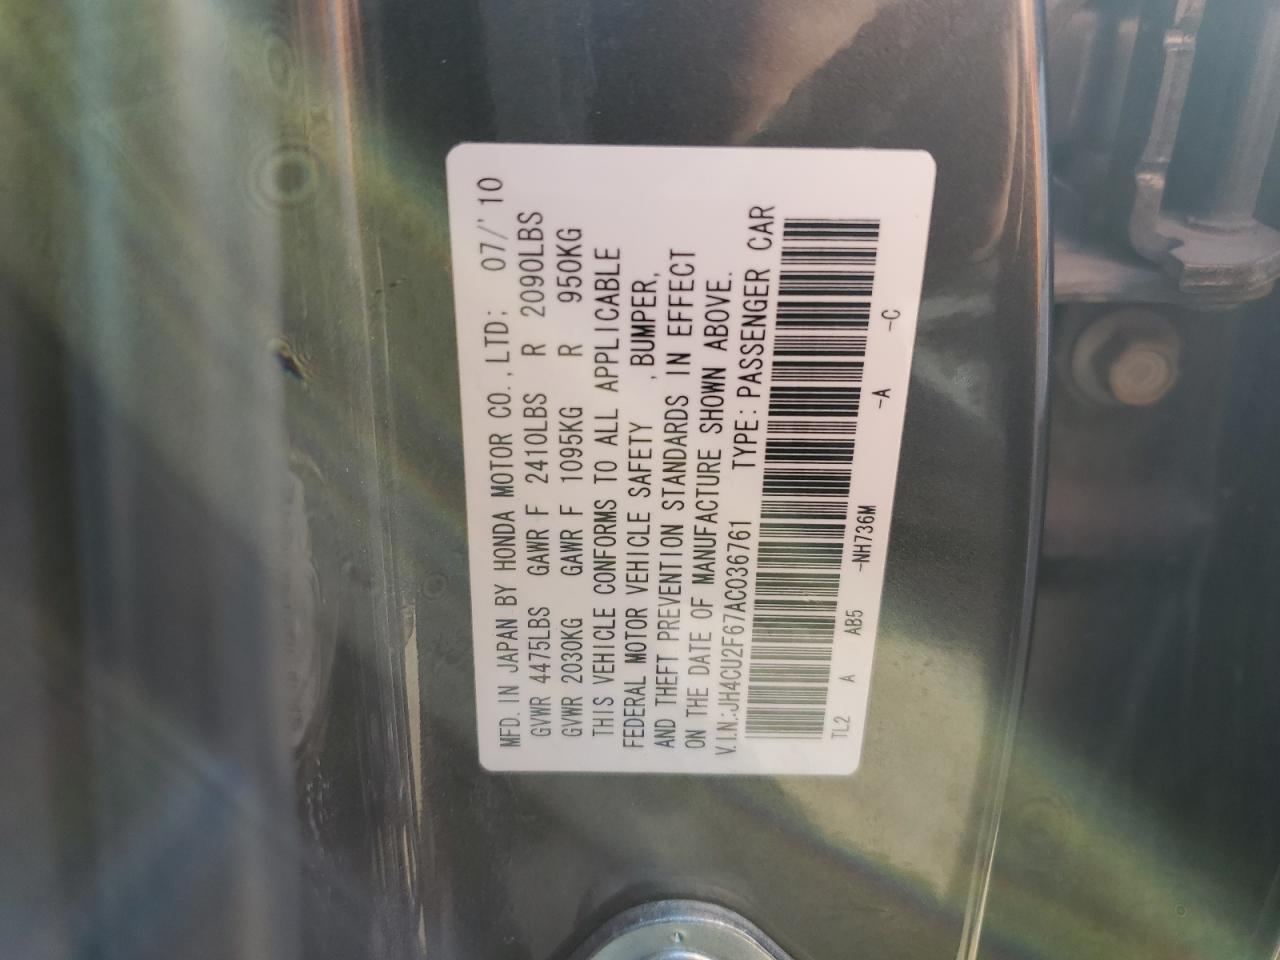 MFD. IN JAPAN BY HONDA MOTOR CO., LTD; 07/'10
GVWR 4475LBS GAWR F 2410LBS R 2090LBS
GVWR 2030KG GAWR F 1095KG R 950KG
THIS VEHICLE CONFORMS TO ALL APPLICABLE
FEDERAL MOTOR VEHICLE SAFETY , BUMPER,
AND THEFT PREVENTION STANDARDS IN EFFECT
ON THE DATE OF MANUFACTURE SHOWN ABOVE.
V.I.N.:JH4CU2F67AC036761 TYPE: PASSENGER CAR
TL2 A AB5 -NH736M -A -C